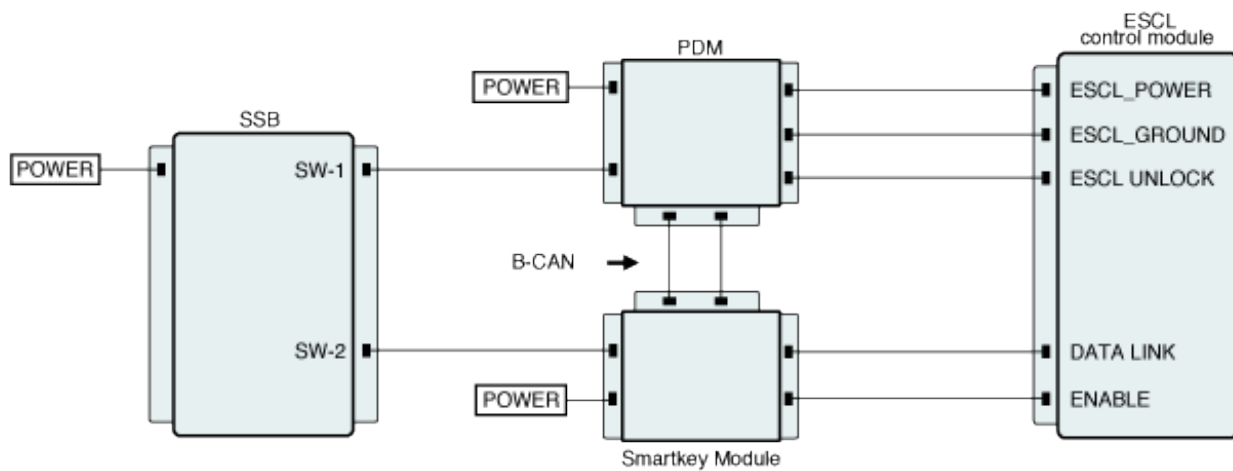 ESCL
control module
PDM
POWER
ESCL_POWER
SSB
ESCL_GROUND
POWER
SW-1
ESCL UNLOCK
B-CAN
SW-2
DATA LINK
POWER
ENABLE
Smartkey Module